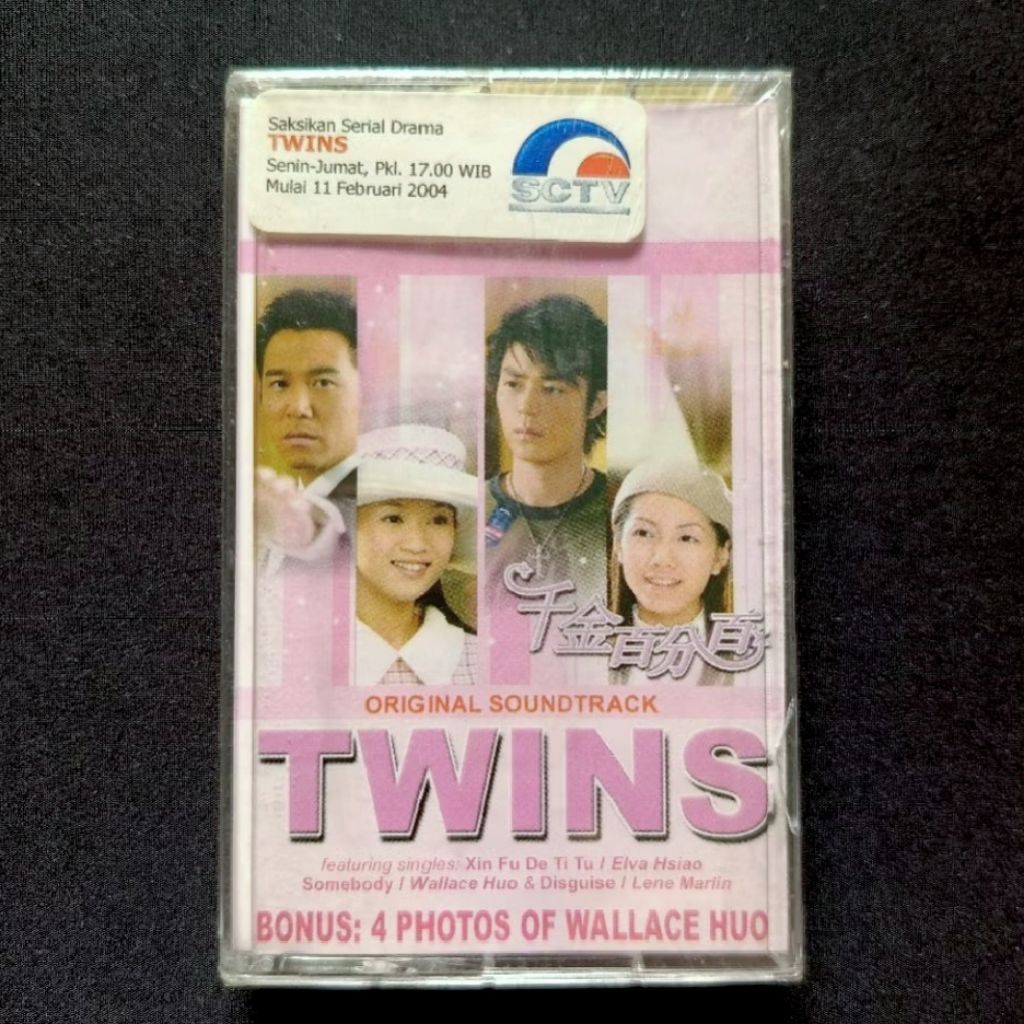 Saksikan Serial Drama
TWINS
Senin-Jumat, Pkl. 17.00 WIB
Mulai 11 Februari 2004
SCTV
千金百分百
ORIGINAL SOUNDTRACK
TWINS
featuring singles: Xin Fu De Ti Tu / Elva Hsiao
Somebody / Wallace Huo & Disguise / Lene Marlin
BONUS: 4 PHOTOS OF WALLACE HUO